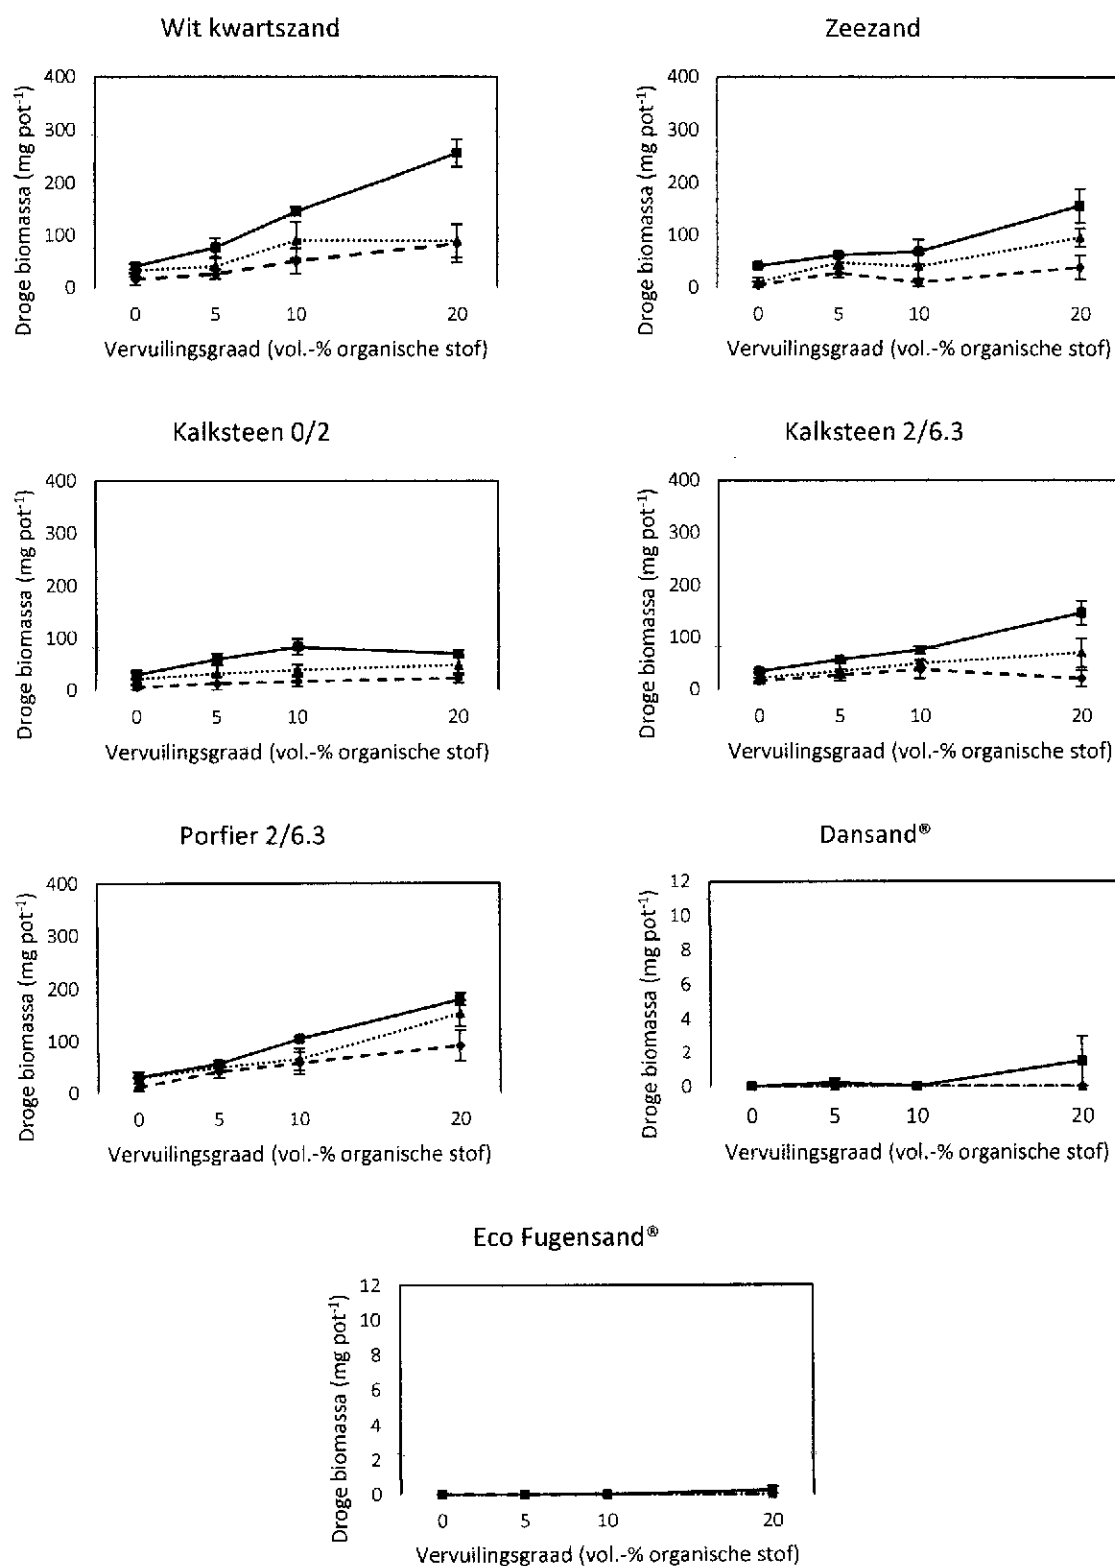 Wit kwartszand
Droge biomassa (mg pot⁻¹)
400
300
200
100
0
0 5 10 20
Vervuilingsgraad (vol.-% organische stof)
Zeezand
Droge biomassa (mg pot⁻¹)
400
300
200
100
0
0 5 10 20
Vervuilingsgraad (vol.-% organische stof)
Kalksteen 0/2
Droge biomassa (mg pot⁻¹)
400
300
200
100
0
0 5 10 20
Vervuilingsgraad (vol.-% organische stof)
Kalksteen 2/6.3
Droge biomassa (mg pot⁻¹)
400
300
200
100
0
0 5 10 20
Vervuilingsgraad (vol.-% organische stof)
Porfier 2/6.3
Droge biomassa (mg pot⁻¹)
400
300
200
100
0
0 5 10 20
Vervuilingsgraad (vol.-% organische stof)
Dansand®
Droge biomassa (mg pot⁻¹)
12
10
8
6
4
2
0
0 5 10 20
Vervuilingsgraad (vol.-% organische stof)
Eco Fugensand®
Droge biomassa (mg pot⁻¹)
12
10
8
6
4
2
0
0 5 10 20
Vervuilingsgraad (vol.-% organische stof)